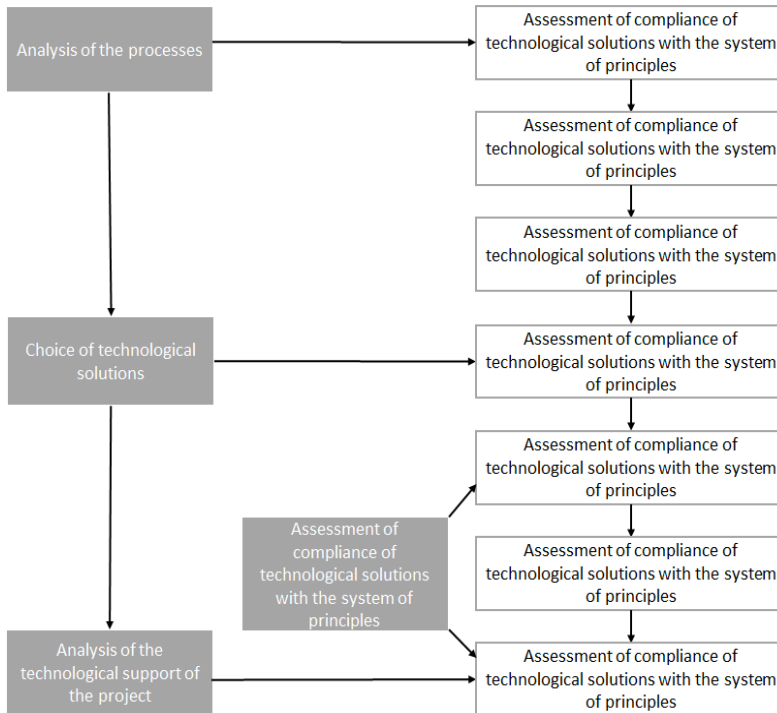 Analysis of the processes
Assessment of compliance of
technological solutions with the system
of principles
Assessment of compliance of
technological solutions with the system
of principles
Assessment of compliance of
technological solutions with the system
of principles
Choice of technological
solutions
Assessment of compliance of
technological solutions with the system
of principles
Assessment of compliance of
technological solutions with the system
of principles
Assessment of
compliance of
technological solutions
with the system of
principles
Assessment of compliance of
technological solutions with the system
of principles
Analysis of the
technological support of
the project
Assessment of compliance of
technological solutions with the system
of principles